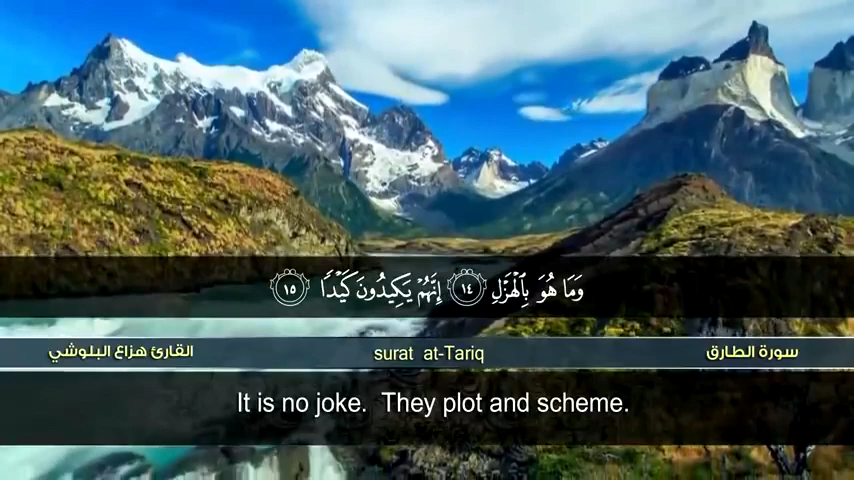 وَمَا هُوَ بِٱلْهَزْلِ ١٤ إِنَّهُمْ يَكِيدُونَ كَيْدًا ١٥
سورة الطارق surat at-Tariq القارئ هزاع البلوشي
It is no joke. They plot and scheme.